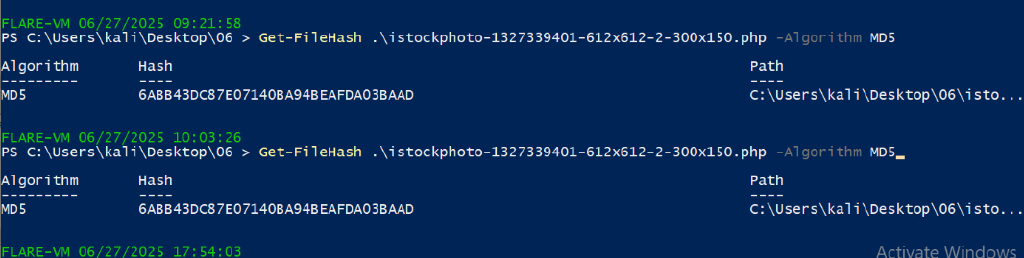 FLARE-VM 06/27/2025 09:21:58
PS C:\Users\kali\Desktop\06 > Get-FileHash .\istockphoto-1327339401-612x612-2-300x150.php -Algorithm MD5
Algorithm Hash Path
--------- ---- ----
MD5 6ABB43DC87E07140BA94BEAFDA03BAAD C:\Users\kali\Desktop\06\isto...
FLARE-VM 06/27/2025 10:03:26
PS C:\Users\kali\Desktop\06 > Get-FileHash .\istockphoto-1327339401-612x612-2-300x150.php -Algorithm MD5
Algorithm Hash Path
--------- ---- ----
MD5 6ABB43DC87E07140BA94BEAFDA03BAAD C:\Users\kali\Desktop\06\isto...
FLARE-VM 06/27/2025 17:54:03
Activate Windows